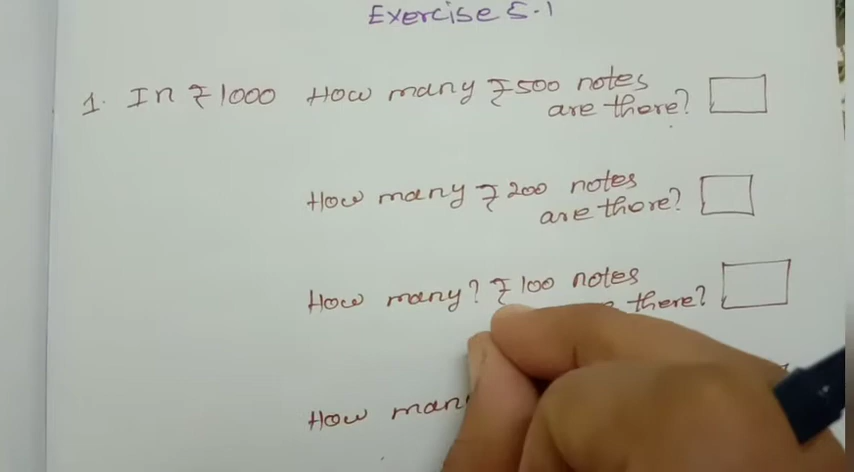 Exercise 5.1
1. In ₹1000 How many ₹500 notes
are there?
How many ₹200 notes
are there?
How many? ₹100 notes
there?
How